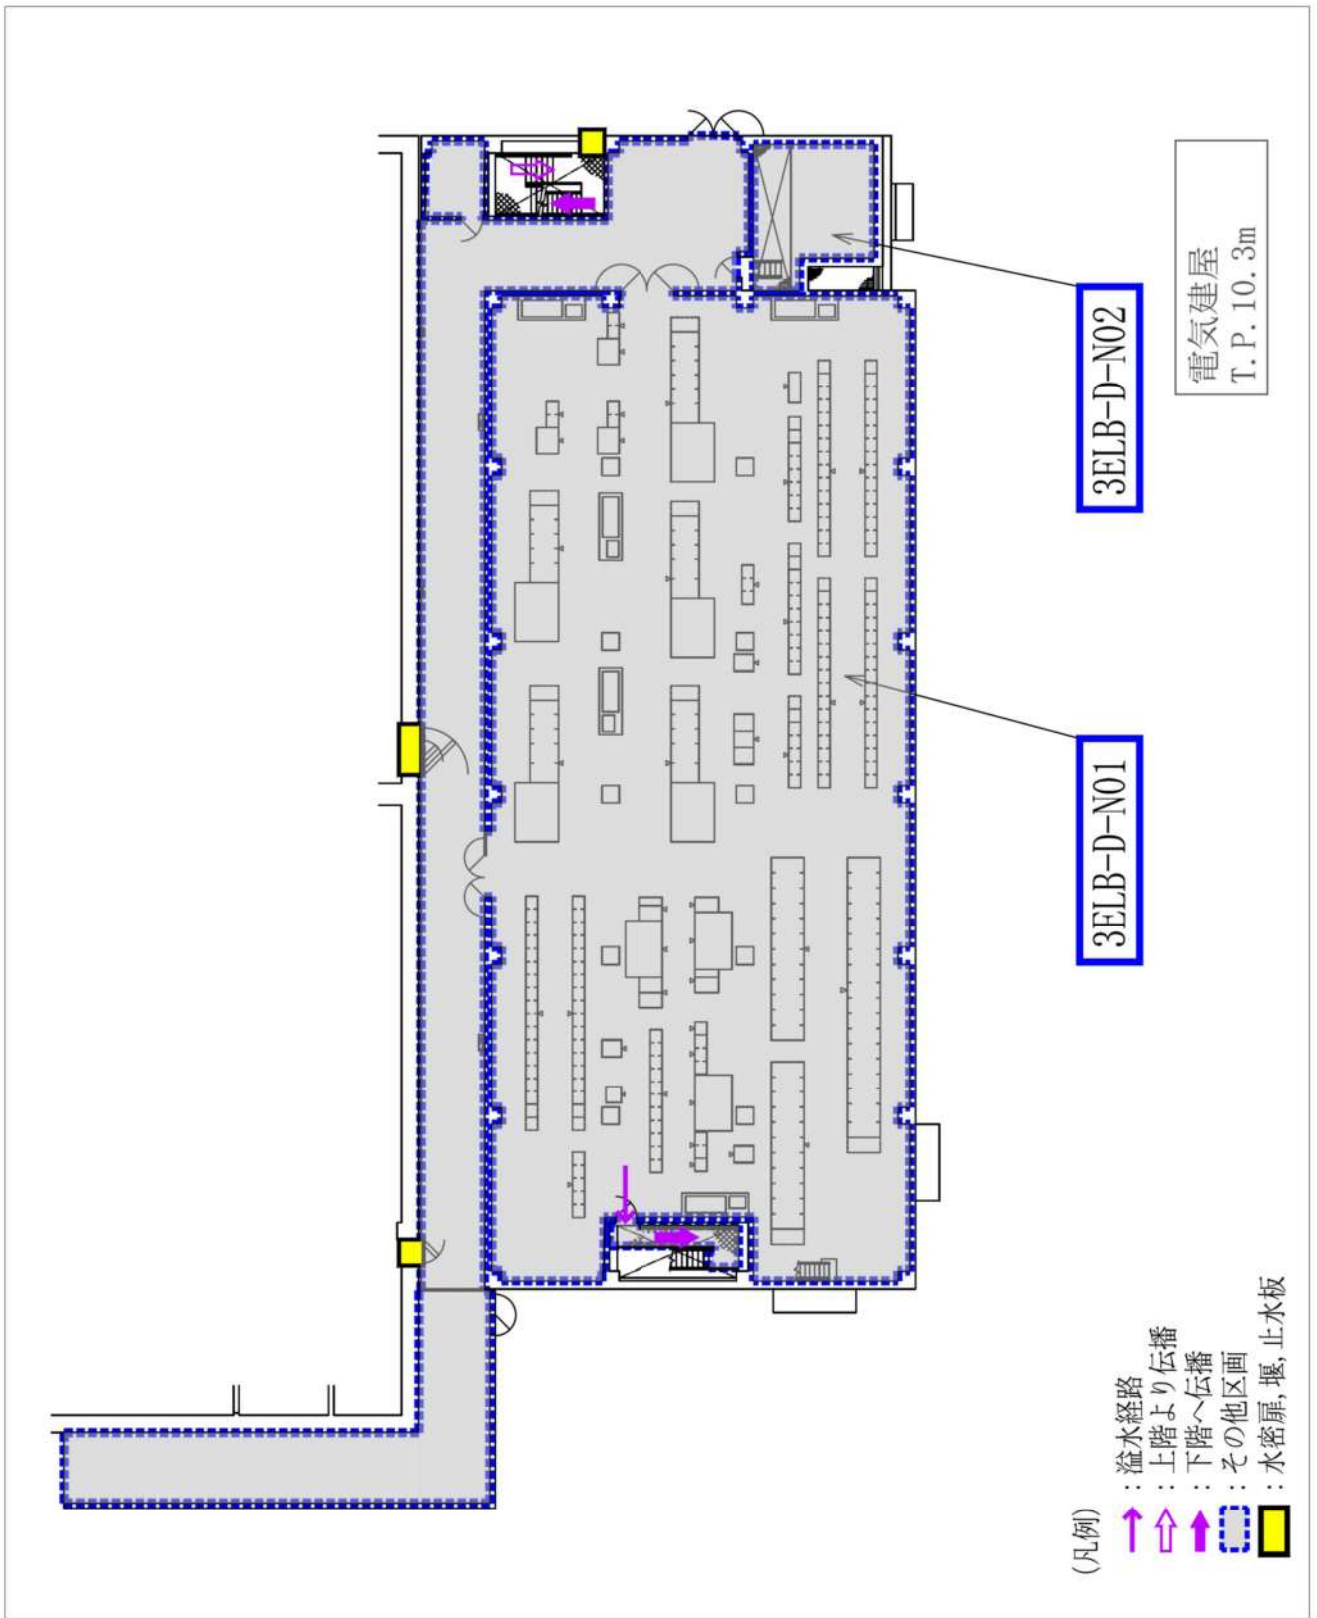 電気建屋
T.P.10.3m
3ELB-D-N02
3ELB-D-N01
(凡例)
：溢水経路
：上階より伝播
：下階へ伝播
：その他区画
：水密扉,堰,止水板